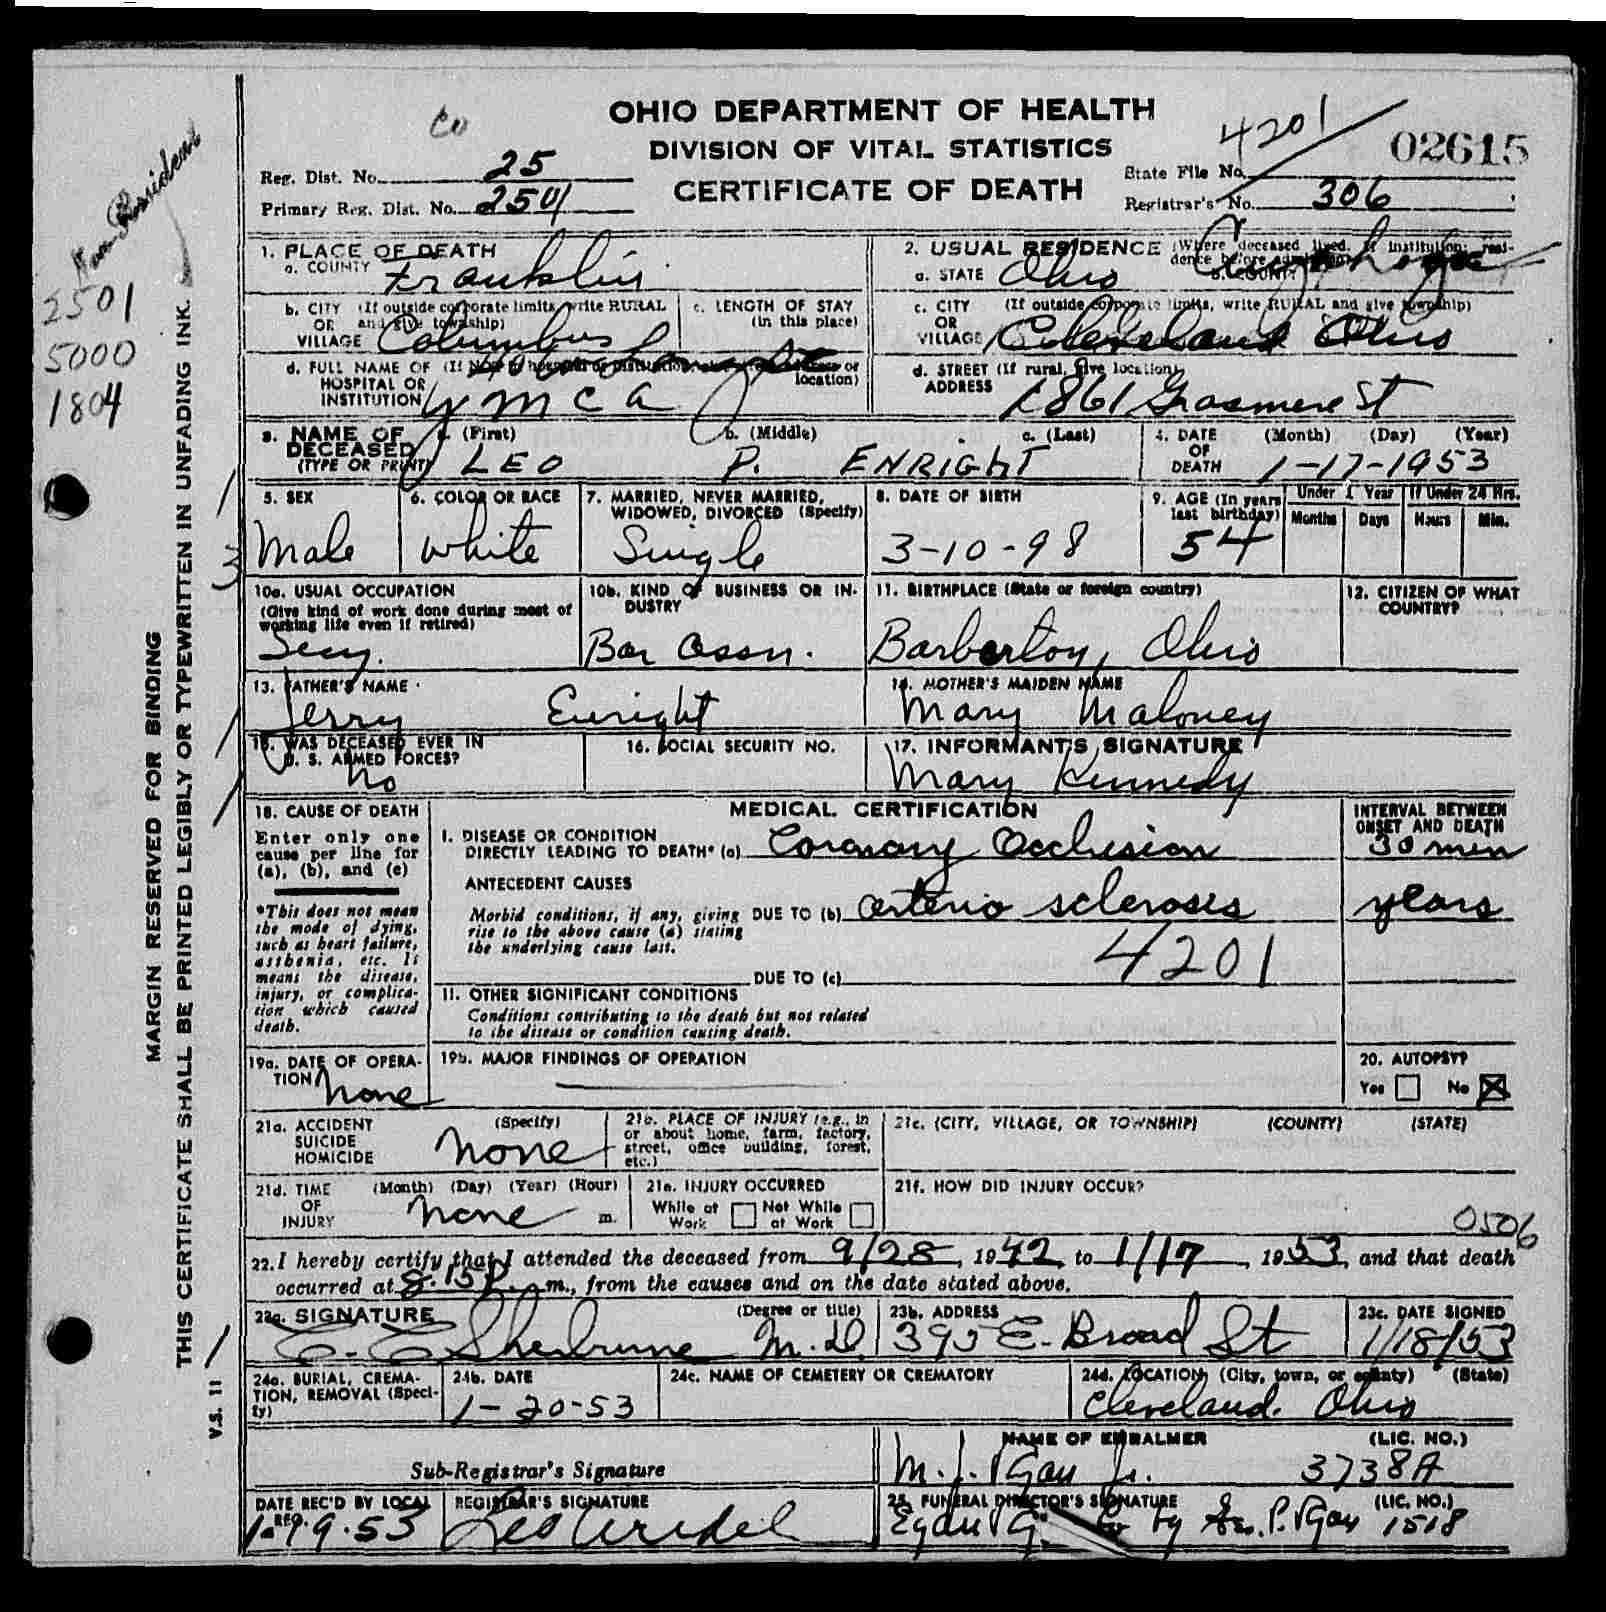 OHIO DEPARTMENT OF HEALTH
DIVISION OF VITAL STATISTICS
CERTIFICATE OF DEATH
Co
Reg. Dist. No. 25
Primary Reg. Dist. No. 2501
4201
02615
State File No.
Registrar's No. 306
Non Resident
2501
5000
1804
MARGIN RESERVED FOR BINDING
THIS CERTIFICATE SHALL BE PRINTED LEGIBLY OR TYPEWRITTEN IN UNFADING INK.
V.S. 11
1. PLACE OF DEATH
a. COUNTY Franklin
b. CITY (If outside corporate limits, write RURAL
OR and give township)
VILLAGE Columbus
c. LENGTH OF STAY
(in this place)
d. FULL NAME OF (If NOT in hospital or institution, or
HOSPITAL OR location)
INSTITUTION YMCA
2. USUAL RESIDENCE (Where deceased lived. If institution: resi-
dence before admission)
a. STATE Ohio b. COUNTY Cuyahoga
c. CITY (If outside corporate limits, write RURAL and give township)
OR
VILLAGE Cleveland Ohio
d. STREET (If rural, give location)
ADDRESS 1861 Grasmere St
3. NAME OF DECEASED (TYPE OR PRINT)
a. (First) b. (Middle) c. (Last)
LEO P. ENRIGHT
4. DATE OF DEATH (Month) (Day) (Year)
1-17-1953
5. SEX
Male
6. COLOR OR RACE
White
7. MARRIED, NEVER MARRIED,
WIDOWED, DIVORCED (Specify)
Single
8. DATE OF BIRTH
3-10-98
9. AGE (In years
last birthday)
54
Under 1 Year
Months Days
If Under 24 Hrs.
Hours Min.
3
10a. USUAL OCCUPATION
(Give kind of work done during most of
working life even if retired)
Secy.
10b. KIND OF BUSINESS OR IN-
DUSTRY
Bar Assn.
11. BIRTHPLACE (State or foreign country)
Barberton, Ohio
12. CITIZEN OF WHAT
COUNTRY?
13. FATHER'S NAME
Jerry Enright
14. MOTHER'S MAIDEN NAME
Mary Maloney
15. WAS DECEASED EVER IN
U. S. ARMED FORCES?
No
16. SOCIAL SECURITY NO.
17. INFORMANT'S SIGNATURE
Mary Kennedy
18. CAUSE OF DEATH
Enter only one
cause per line for
(a), (b), and (c)
*This does not mean
the mode of dying,
such as heart failure,
asthenia, etc. It
means the disease,
injury, or complica-
tion which caused
death.
MEDICAL CERTIFICATION
I. DISEASE OR CONDITION
DIRECTLY LEADING TO DEATH* (a) Coronary Occlusion
ANTECEDENT CAUSES
Morbid conditions, if any, giving DUE TO (b) arterio scleroses
rise to the above cause (a) stating
the underlying cause last.
4201
DUE TO (c)
II. OTHER SIGNIFICANT CONDITIONS
Conditions contributing to the death but not related
to the disease or condition causing death.
INTERVAL BETWEEN
ONSET AND DEATH
30 min
years
19a. DATE OF OPERA-
TION None
19b. MAJOR FINDINGS OF OPERATION
20. AUTOPSY?
Yes No X
21a. ACCIDENT
SUICIDE
HOMICIDE
(Specify)
none
21b. PLACE OF INJURY (e.g., in
or about home, farm, factory,
street, office building, forest,
etc.)
21c. (CITY, VILLAGE, OR TOWNSHIP) (COUNTY) (STATE)
21d. TIME (Month) (Day) (Year) (Hour)
OF
INJURY none m.
21e. INJURY OCCURRED
While at Work Not While at Work
21f. HOW DID INJURY OCCUR?
0506
22. I hereby certify that I attended the deceased from 9/28, 1942, to 1/17, 1953, and that death
occurred at 8:15 P. m., from the causes and on the date stated above.
23a. SIGNATURE (Degree or title)
C. C. Sherburne M.D.
23b. ADDRESS
395 E. Broad St
23c. DATE SIGNED
1/18/53
24a. BURIAL, CREMA-
TION, REMOVAL (Speci-
fy)
24b. DATE
1-20-53
24c. NAME OF CEMETERY OR CREMATORY
24d. LOCATION (City, town, or county) (State)
Cleveland. Ohio
Sub-Registrar's Signature
NAME OF EMBALMER (LIC. NO.)
M. J. Ryan Jr. 3738A
DATE REC'D BY LOCAL
REG.
1.19.53
REGISTRAR'S SIGNATURE
25. FUNERAL DIRECTOR'S SIGNATURE (LIC. NO.)
Egan Ryan Co by Geo. P. Ryan 1518